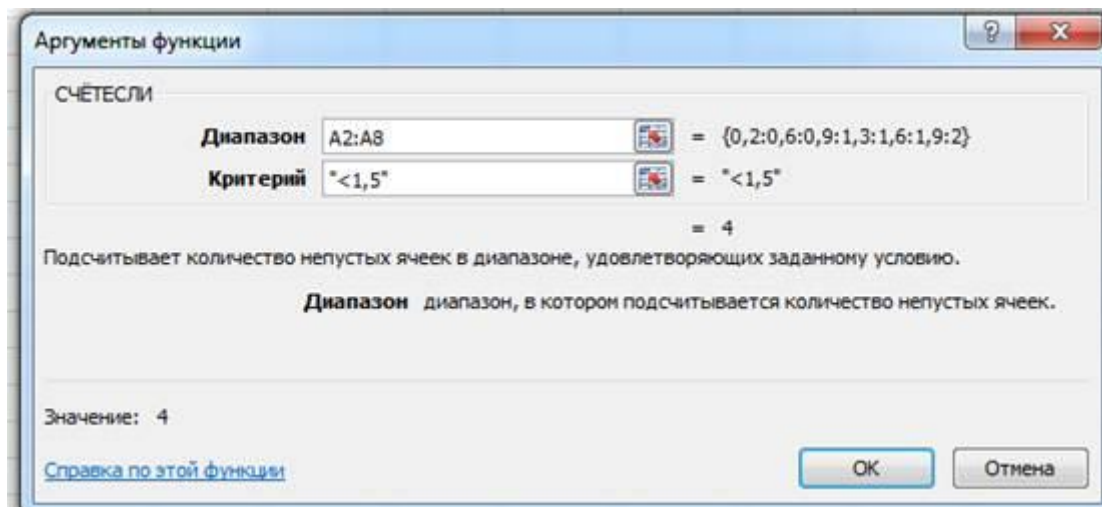 Аргументы функции
СЧЁТЕСЛИ
Диапазон A2:A8 = {0,2:0,6:0,9:1,3:1,6:1,9:2}
Критерий "<1,5" = "<1,5"
= 4
Подсчитывает количество непустых ячеек в диапазоне, удовлетворяющих заданному условию.
Диапазон диапазон, в котором подсчитывается количество непустых ячеек.
Значение: 4
Справка по этой функции
ОК
Отмена